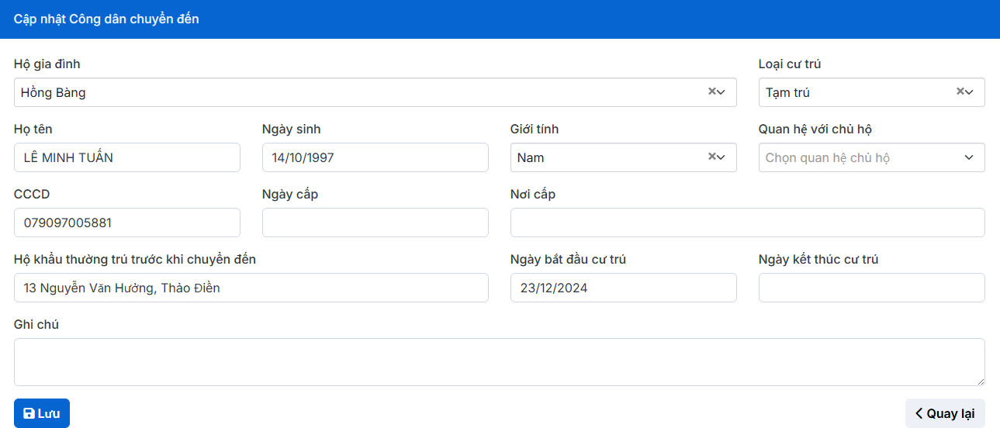 Cập nhật Công dân chuyển đến
Hộ gia đình
Loại cư trú
Hồng Bàng
Tạm trú
Họ tên
Ngày sinh
Giới tính
Quan hệ với chủ hộ
LÊ MINH TUẤN
14/10/1997
Nam
Chọn quan hệ chủ hộ
CCCD
Ngày cấp
Nơi cấp
079097005881
Hộ khẩu thường trú trước khi chuyển đến
Ngày bắt đầu cư trú
Ngày kết thúc cư trú
13 Nguyễn Văn Hưởng, Thảo Điền
23/12/2024
Ghi chú
Lưu
Quay lại